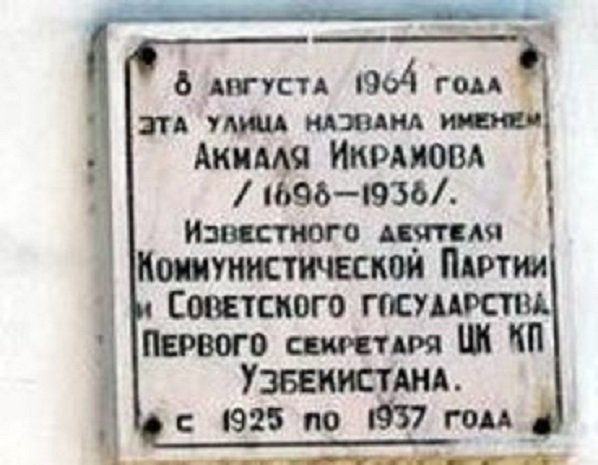 8 АВГУСТА 1964 ГОДА
ЭТА УЛИЦА НАЗВАНА ИМЕНЕМ
АКМАЛЯ ИКРАМОВА
/1898–1938/.
ИЗВЕСТНОГО ДЕЯТЕЛЯ
КОММУНИСТИЧЕСКОЙ ПАРТИИ
И СОВЕТСКОГО ГОСУДАРСТВА
ПЕРВОГО СЕКРЕТАРЯ ЦК КП
УЗБЕКИСТАНА.
С 1925 ПО 1937 ГОДА